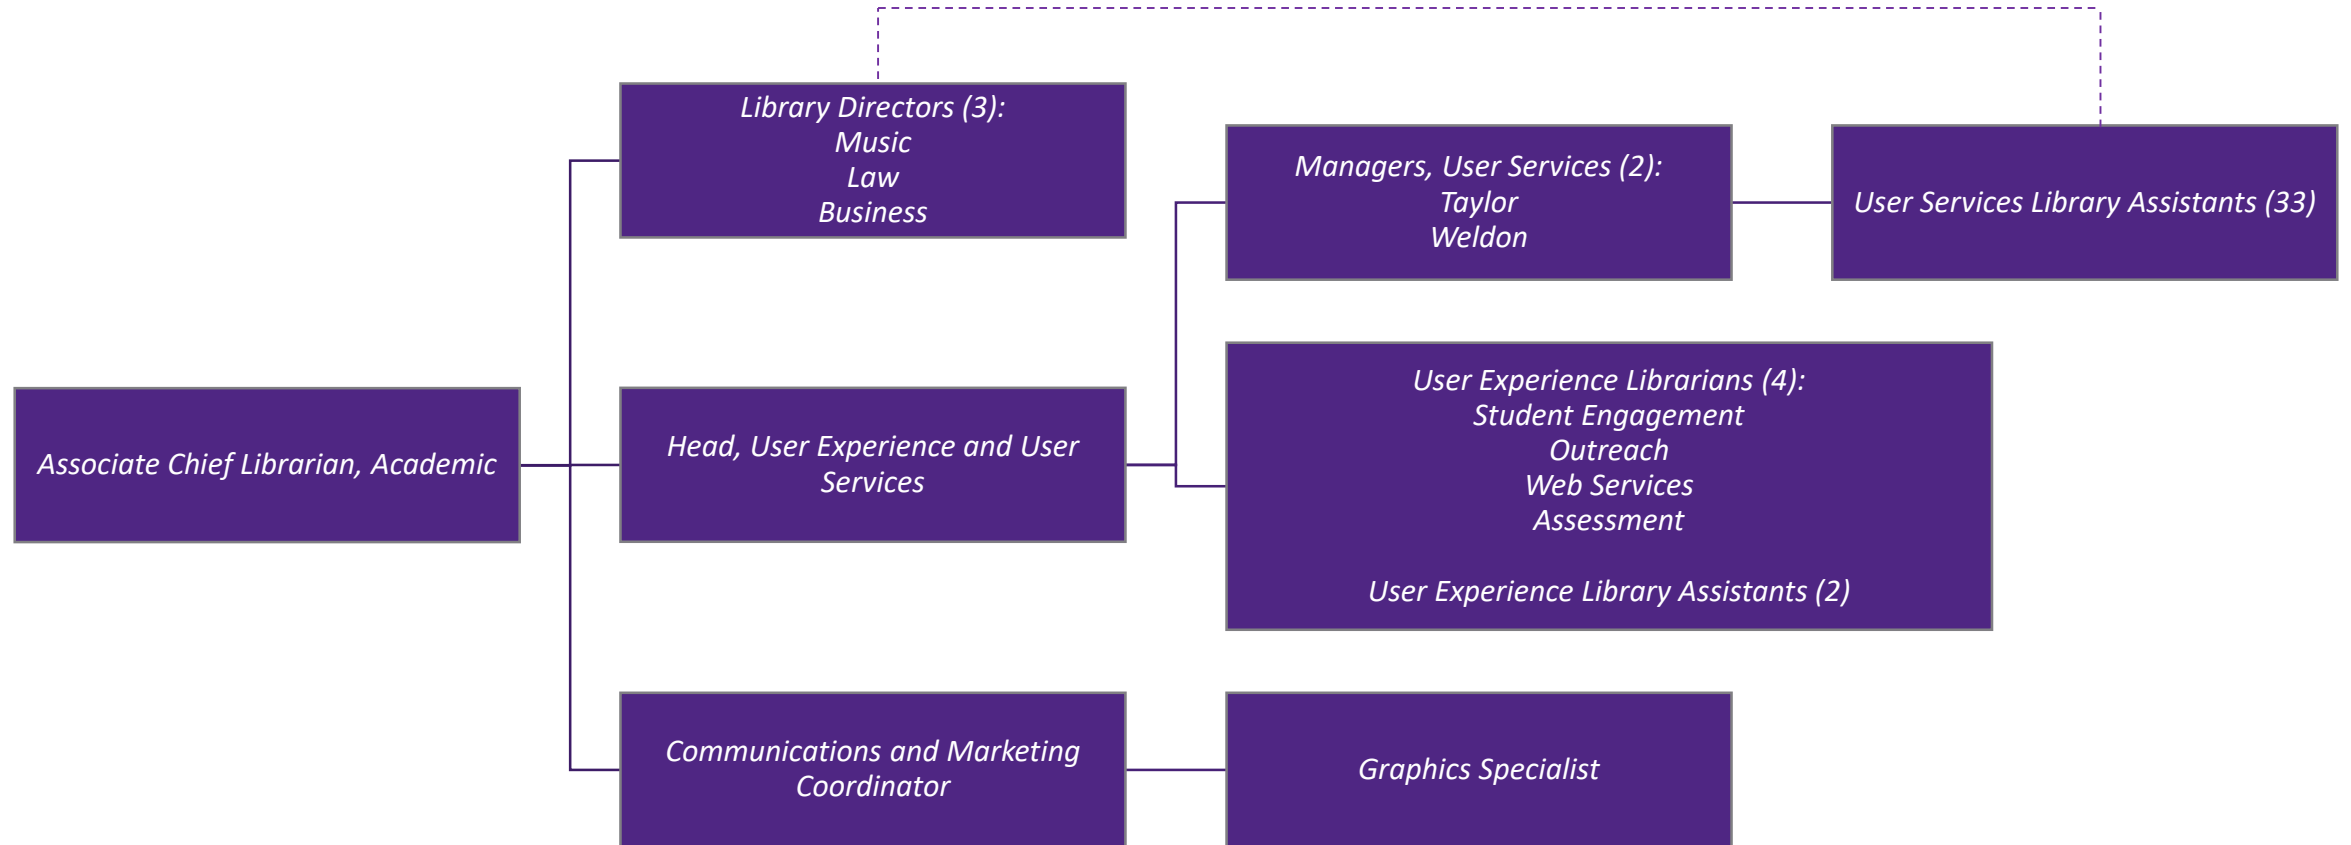 Library Directors (3):
Music
Law
Business
Managers, User Services (2):
Taylor
Weldon
User Services Library Assistants (33)
Associate Chief Librarian, Academic
Head, User Experience and User
Services
User Experience Librarians (4):
Student Engagement
Outreach
Web Services
Assessment
User Experience Library Assistants (2)
Communications and Marketing
Coordinator
Graphics Specialist